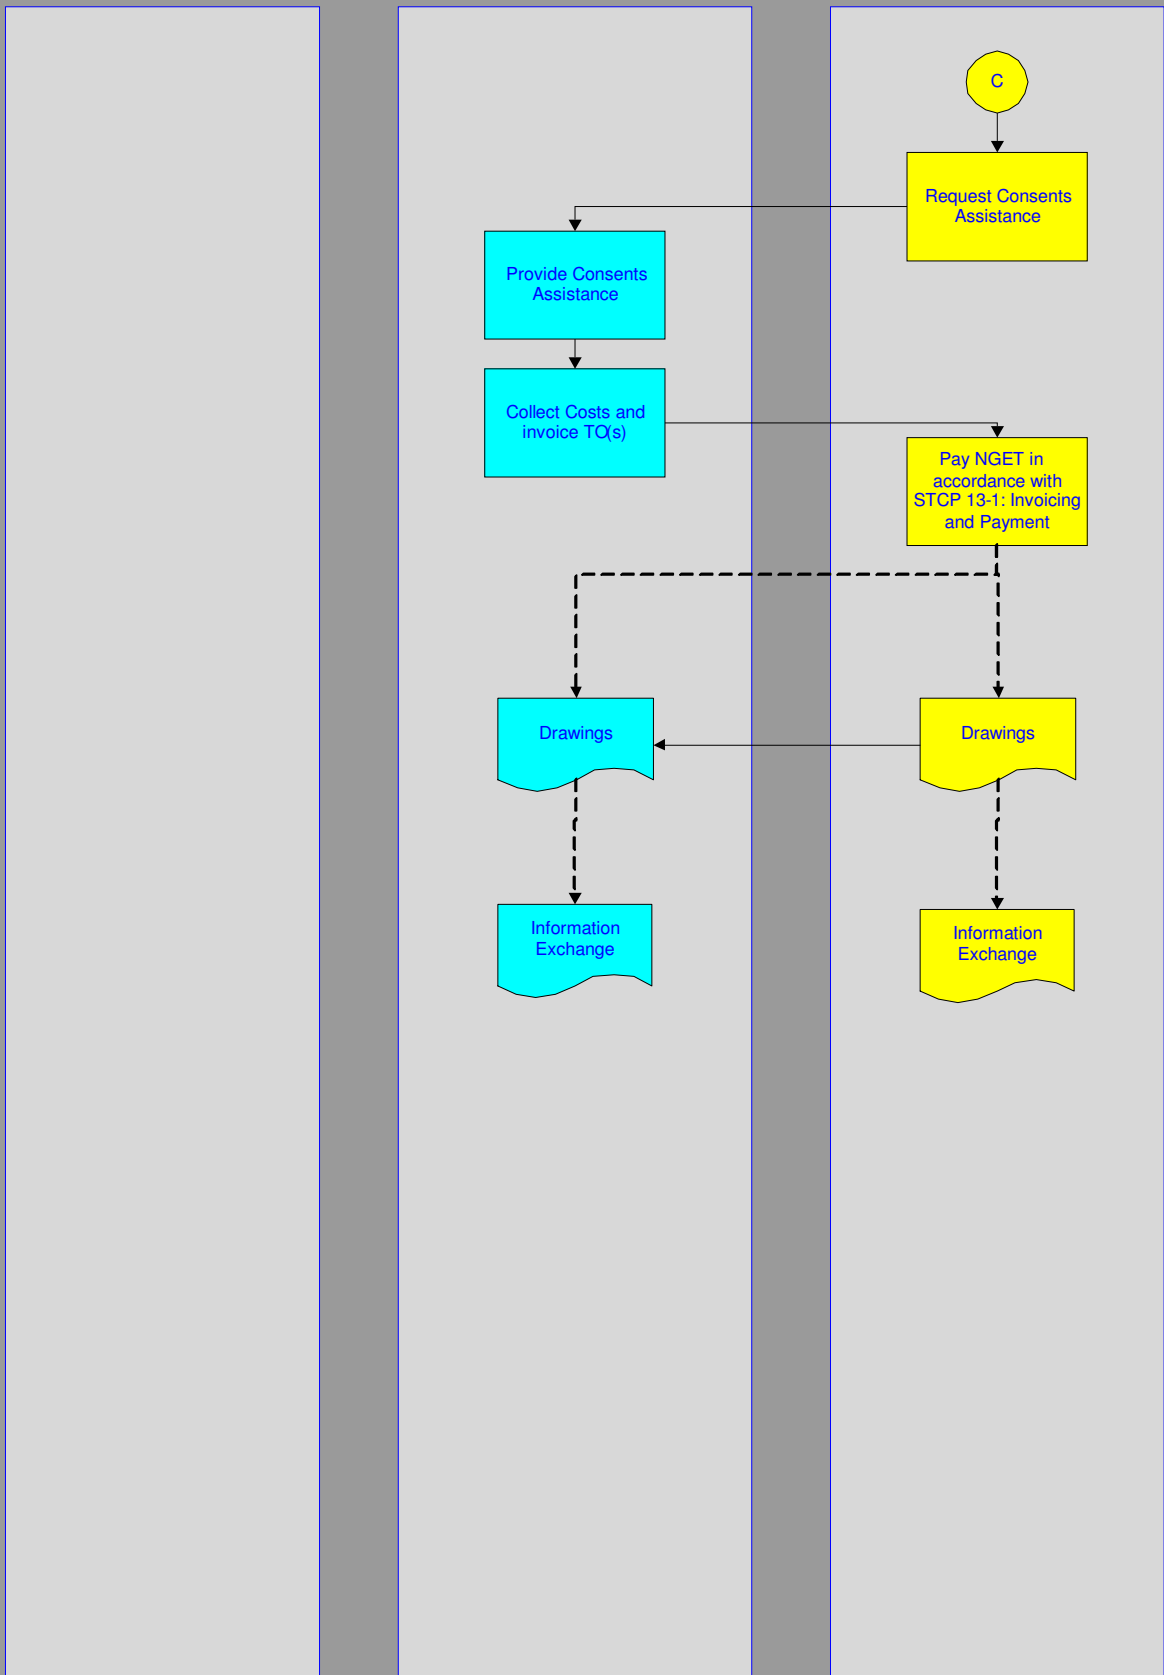 C
Request Consents
Assistance
Provide Consents
Assistance
Collect Costs and
invoice TO(s)
Pay NGET in
accordance with
STCP 13-1: Invoicing
and Payment
Drawings
Drawings
Information
Exchange
Information
Exchange